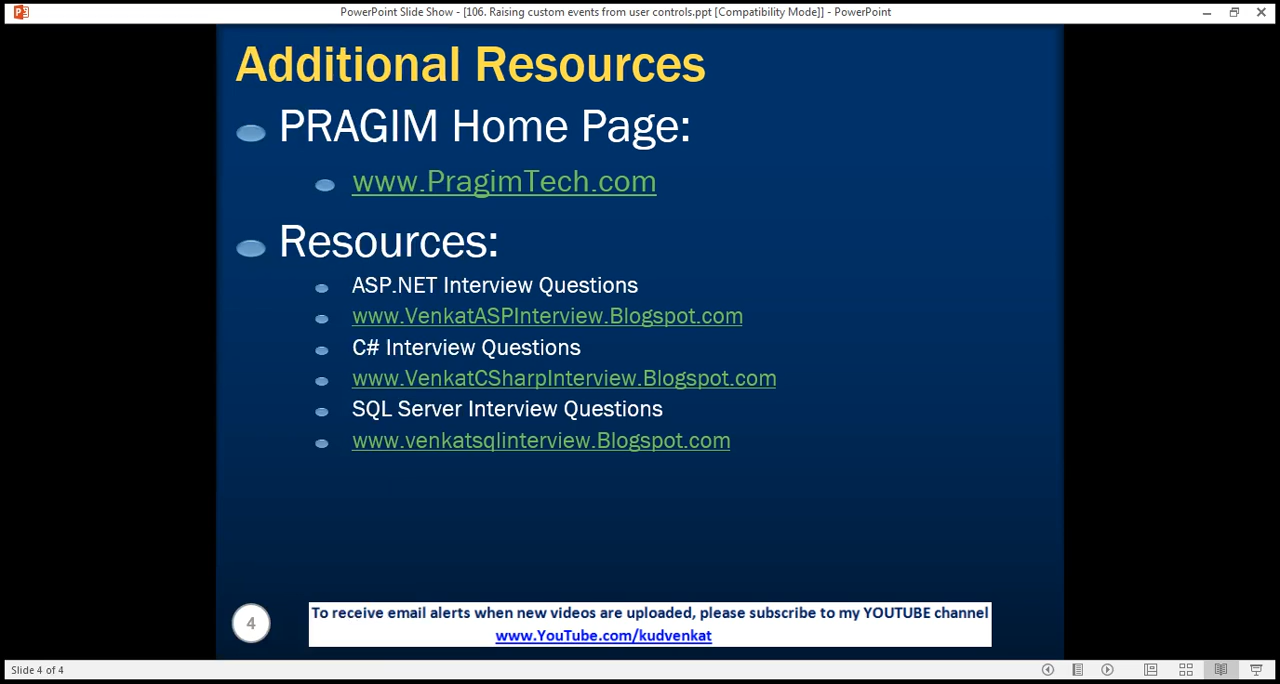 PowerPoint Slide Show - [106. Raising custom events from user controls.ppt [Compatibility Mode]] - PowerPoint
Additional Resources
PRAGIM Home Page:
www.PragimTech.com
Resources:
ASP.NET Interview Questions
www.VenkatASPInterview.Blogspot.com
C# Interview Questions
www.VenkatCSharpInterview.Blogspot.com
SQL Server Interview Questions
www.venkatsqlinterview.Blogspot.com
To receive email alerts when new videos are uploaded, please subscribe to my YOUTUBE channel
www.YouTube.com/kudvenkat
4
Slide 4 of 4